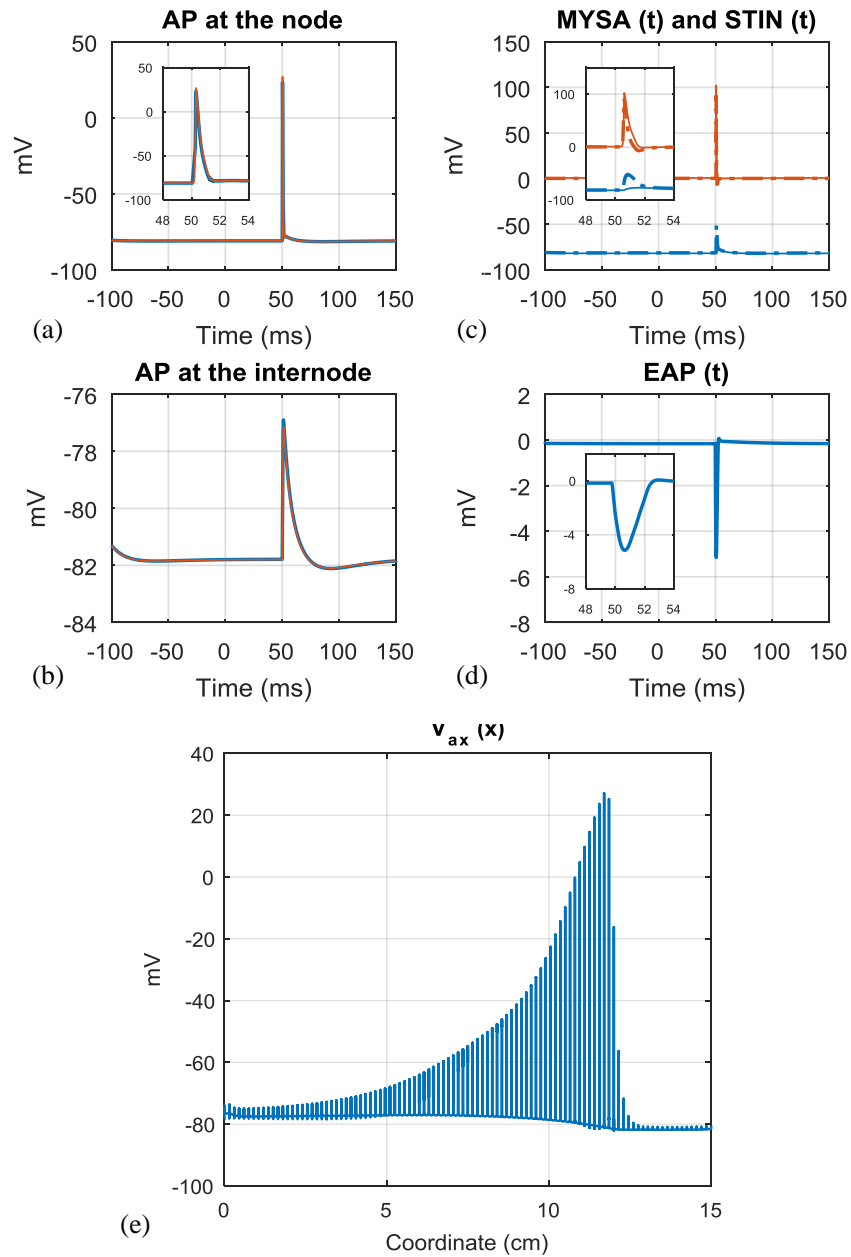 AP at the node
mV
50
0
-50
-100
-100 -50 0 50 100 150
50
0
-50
-100
48 50 52 54
Time (ms)
(a)
MYSA (t) and STIN (t)
mV
150
100
50
0
-50
-100
-100 -50 0 50 100 150
100
0
-100
48 50 52 54
Time (ms)
(c)
AP at the internode
mV
-76
-78
-80
-82
-84
-100 -50 0 50 100 150
Time (ms)
(b)
EAP (t)
mV
2
0
-2
-4
-6
-8
-100 -50 0 50 100 150
0
-4
-8
48 50 52 54
Time (ms)
(d)
v ax (x)
mV
40
20
0
-20
-40
-60
-80
-100
0 5 10 15
Coordinate (cm)
(e)